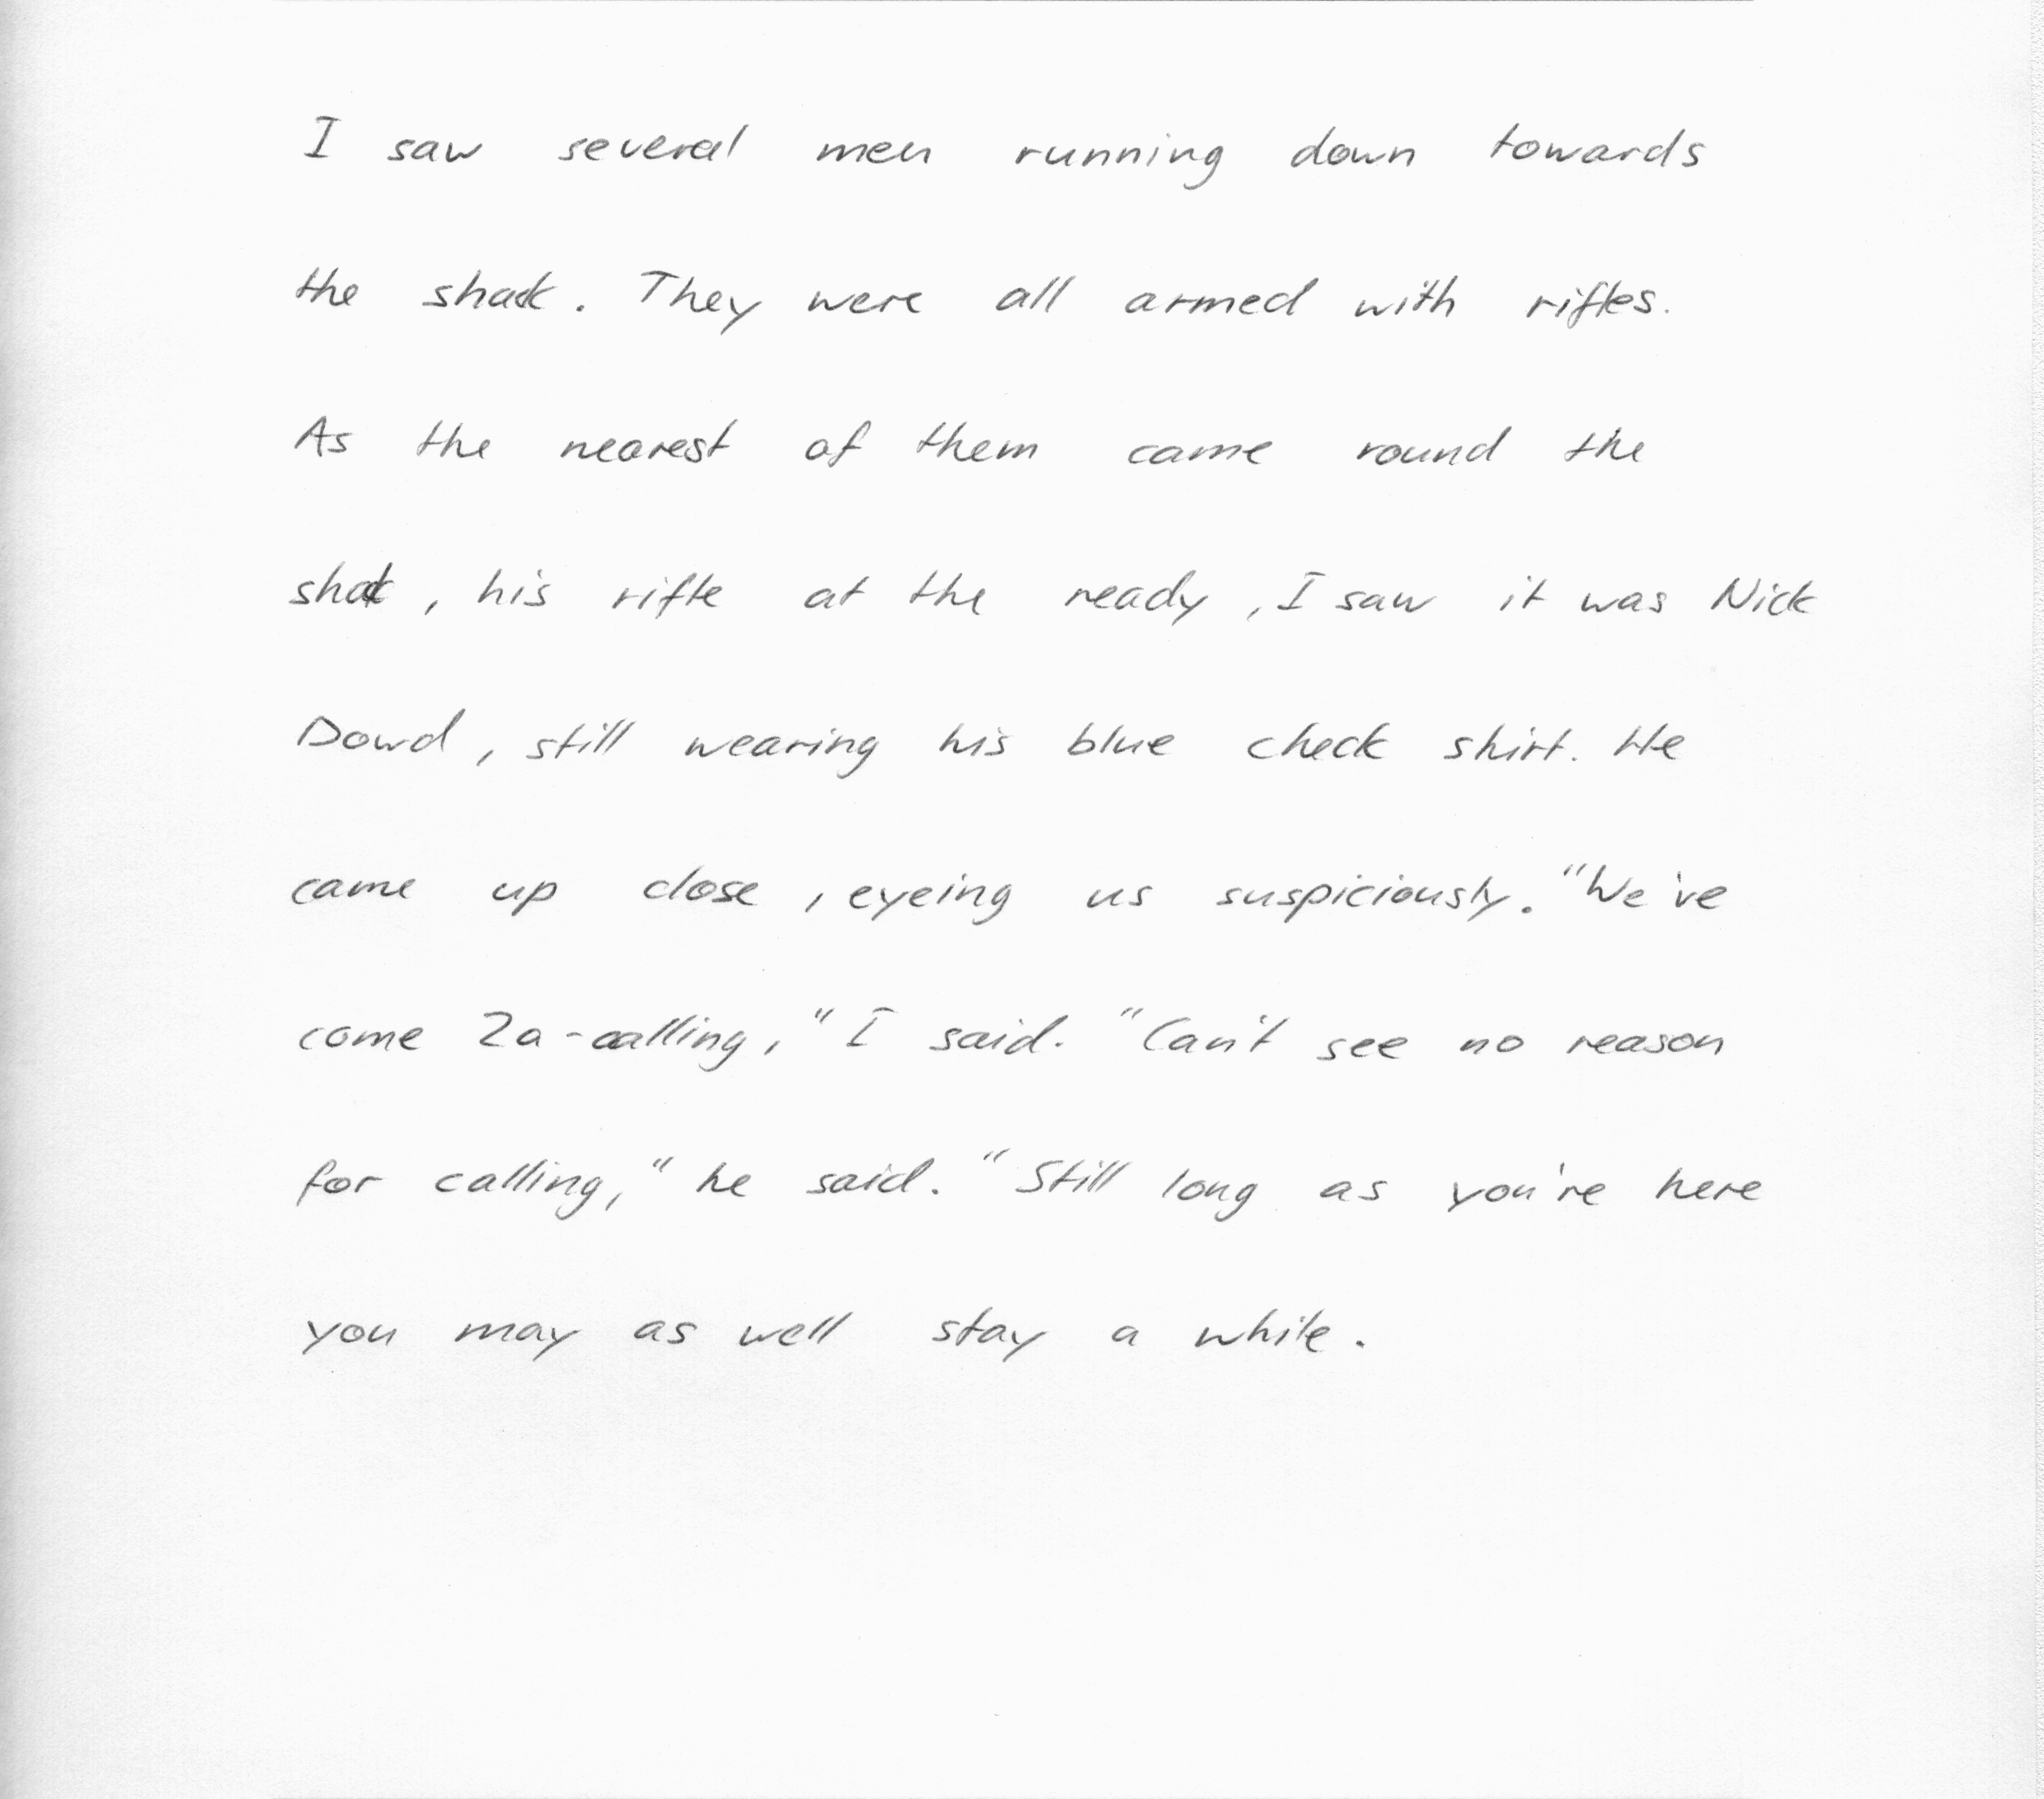 I saw several men running down towards
the shack. They were all armed with rifles.
As the nearest of them came round the
shack, his rifle at the ready, I saw it was Nick
Dowd, still wearing his blue check shirt. He
came up close, eyeing us suspiciously. "We've
come 2a-calling," I said. "Can't see no reason
for calling," he said. "Still long as you're here
you may as well stay a while.